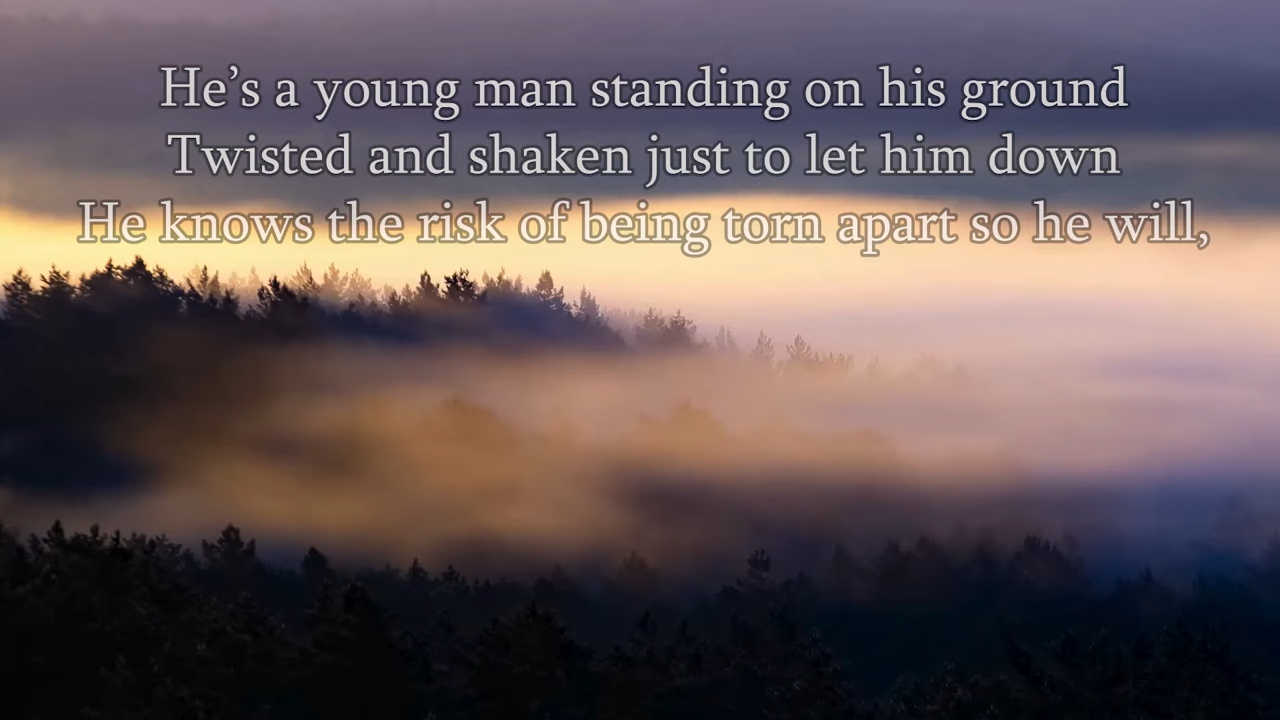 He’s a young man standing on his ground
Twisted and shaken just to let him down
He knows the risk of being torn apart so he will,